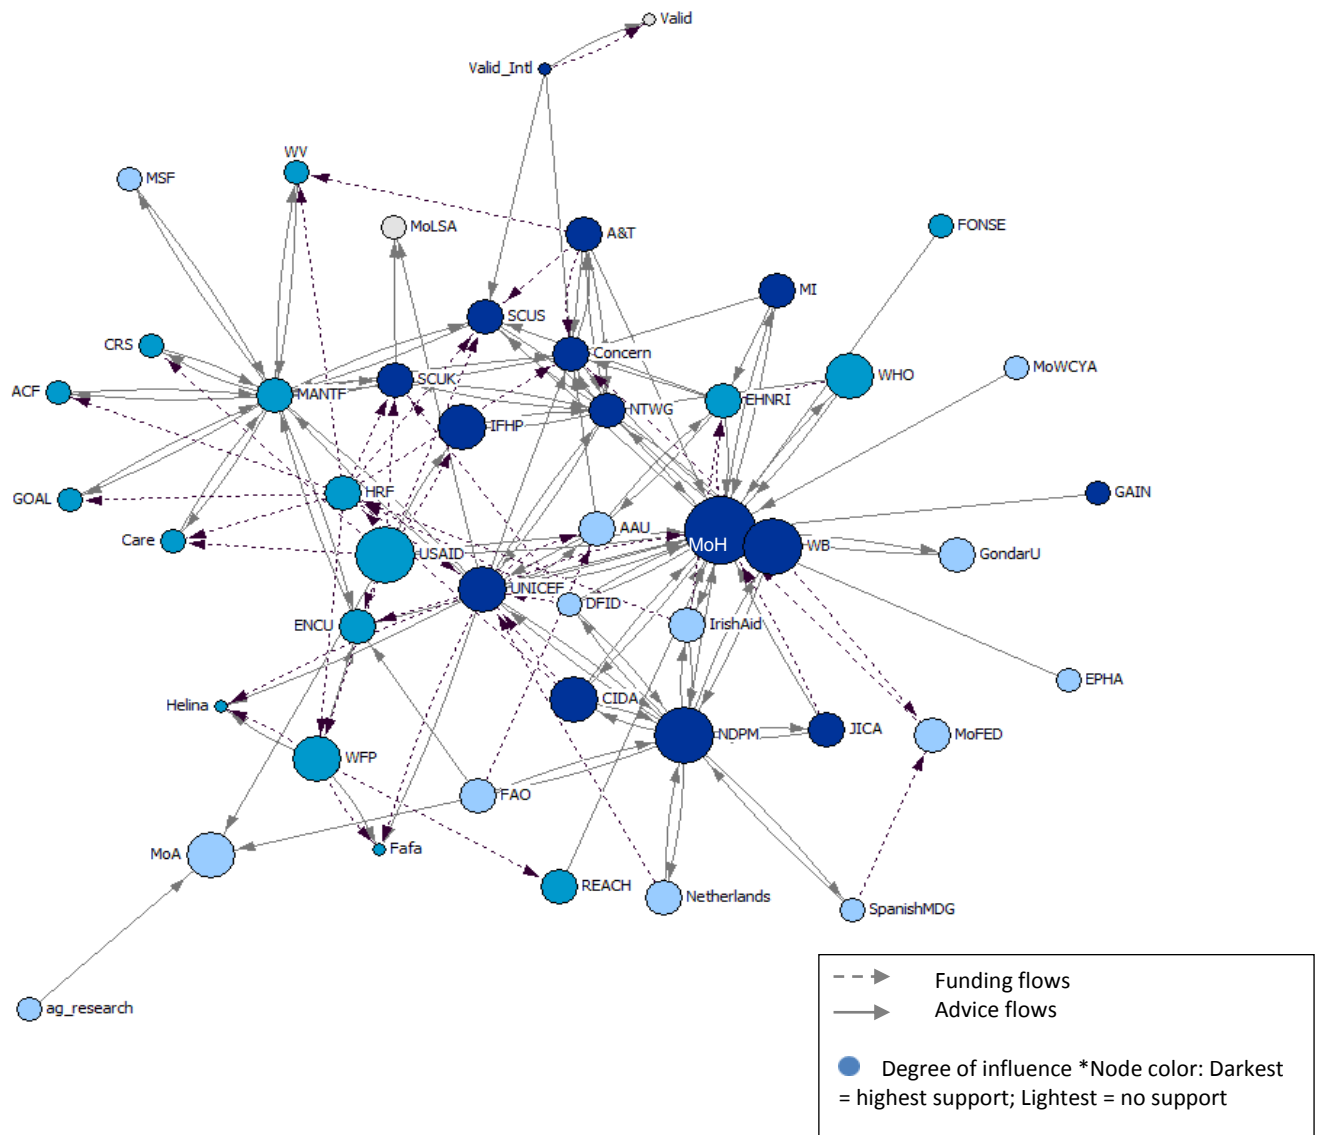 Valid
Valid_Intl
WV
MSF
MoLSA
A&T
FONSE
MI
SCUS
CRS
Concern
MoWCYA
WHO
ACF
MANTF
SCUK
NTWG
EHNRI
IFHP
GOAL
HRF
GAIN
Care
USAID
AAU
MoH
WB
GondarU
UNICEF
DFID
ENCU
IrishAid
EPHA
Helina
CIDA
NDPM
JICA
MoFED
WFP
FAO
MoA
Fafa
REACH
Netherlands
SpanishMDG
ag_research
Funding flows
Advice flows
Degree of influence *Node color: Darkest
= highest support; Lightest = no support